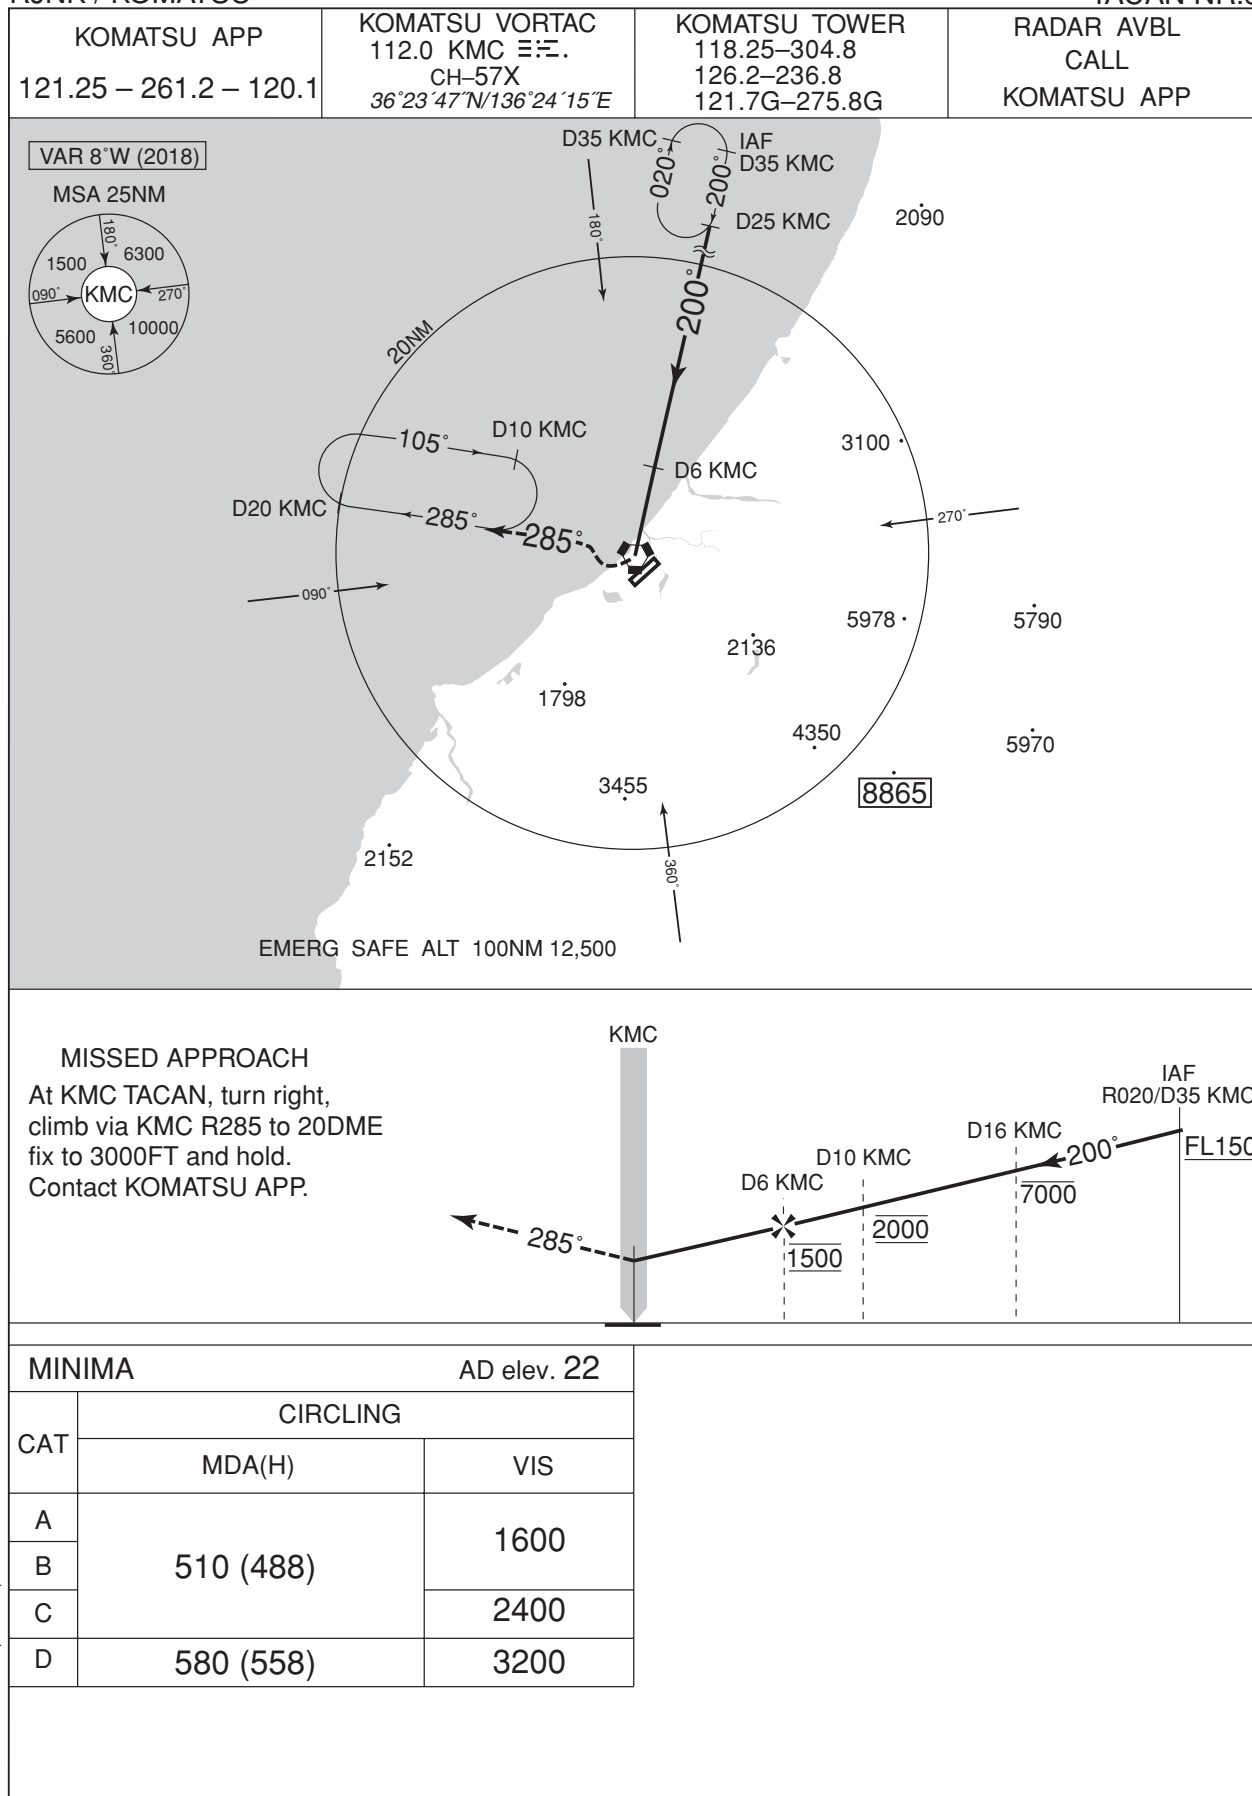 KOMATSU APP
121.25 – 261.2 – 120.1
KOMATSU VORTAC
112.0 KMC
CH–57X
36°23´47˝N/136°24´15˝E
KOMATSU TOWER
118.25–304.8
126.2–236.8
121.7G–275.8G
RADAR AVBL
CALL
KOMATSU APP
VAR 8°W (2018)
MSA 25NM
180°
1500
6300
090°
KMC
270°
5600
10000
360°
D35 KMC
IAF
D35 KMC
020°
200°
D25 KMC
2090
180°
200°
20NM
105°
D10 KMC
3100
D6 KMC
D20 KMC
285°
285°
270°
090°
5978
5790
2136
1798
4350
5970
3455
8865
2152
360°
EMERG SAFE ALT 100NM 12,500
MISSED APPROACH
At KMC TACAN, turn right,
climb via KMC R285 to 20DME
fix to 3000FT and hold.
Contact KOMATSU APP.
KMC
IAF
R020/D35 KMC
D16 KMC
200°
FL150
D10 KMC
D6 KMC
7000
2000
1500
285°
MINIMA
AD elev. 22
CAT
CIRCLING
MDA(H)
VIS
A
1600
B
510 (488)
C
2400
D
580 (558)
3200